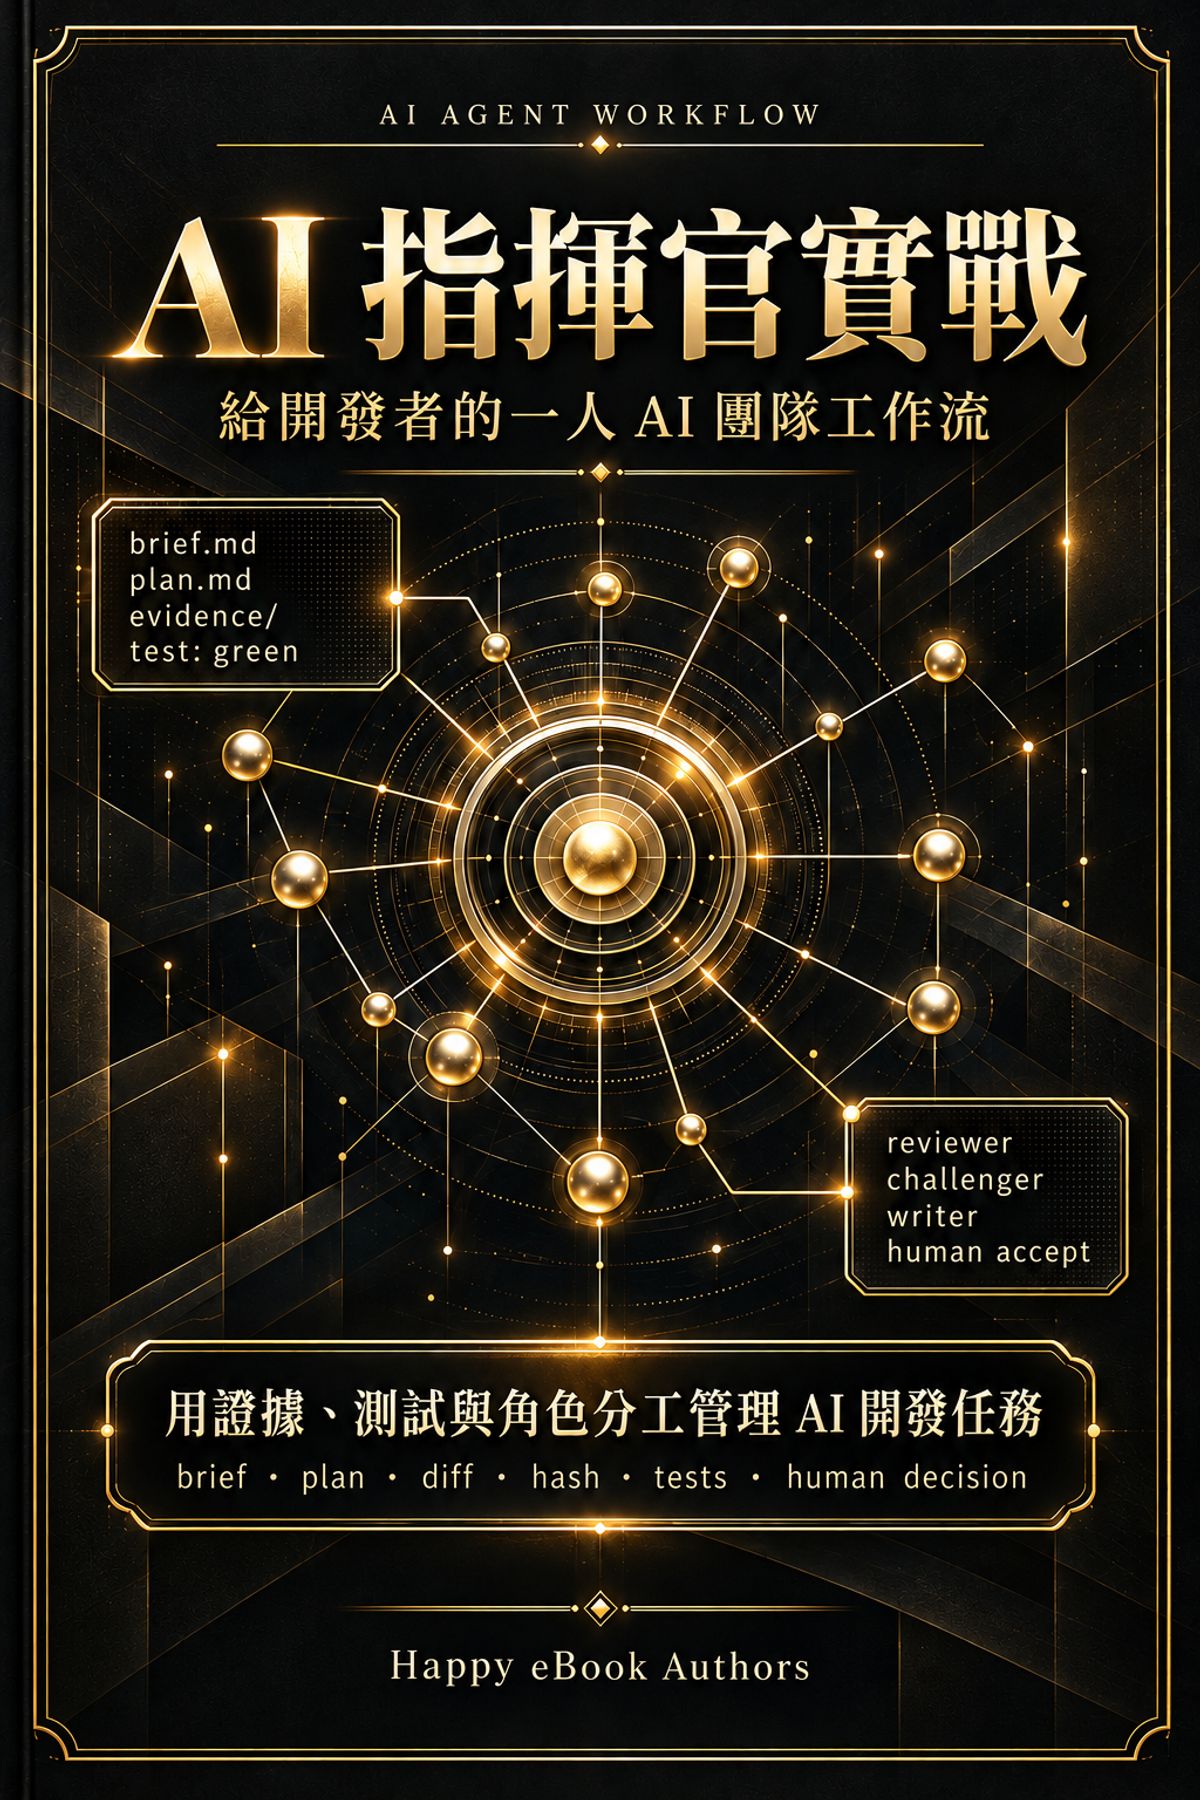 AI AGENT WORKFLOW
AI 指揮官實戰
給開發者的一人 AI 團隊工作流
brief.md
plan.md
evidence/
test: green
reviewer
challenger
writer
human accept
用證據、測試與角色分工管理 AI 開發任務
brief • plan • diff • hash • tests • human decision
Happy eBook Authors